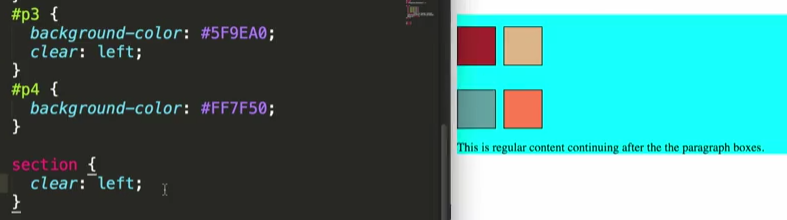 #p3 {
background-color: #5F9EA0;
clear: left;
}
#p4 {
background-color: #FF7F50;
}
section {
clear: left;
}
This is regular content continuing after the the paragraph boxes.